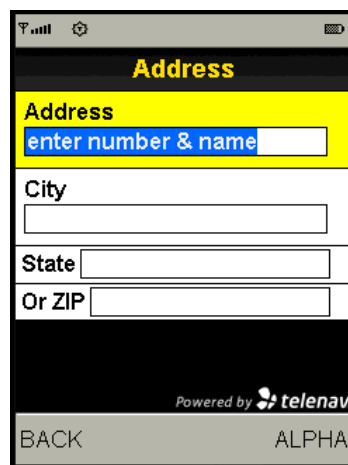 Address
Address
enter number & name
City
State
Or ZIP
Powered by telenav
BACK ALPHA